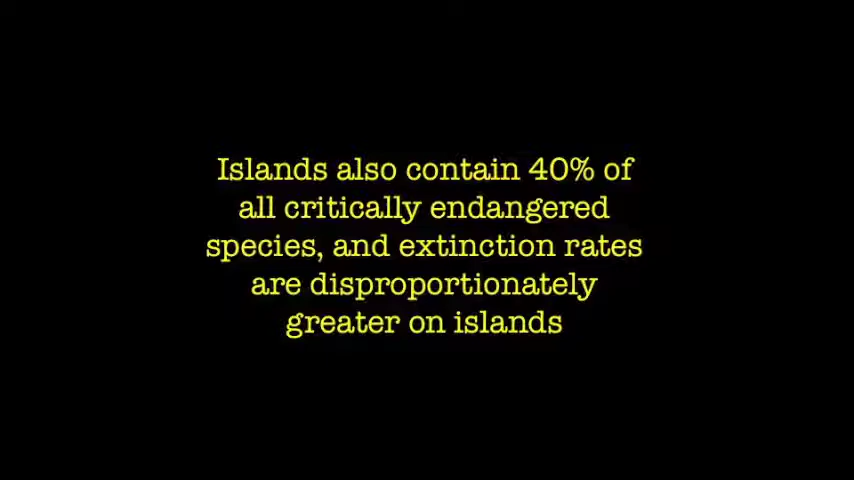 Islands also contain 40% of
all critically endangered
species, and extinction rates
are disproportionately
greater on islands